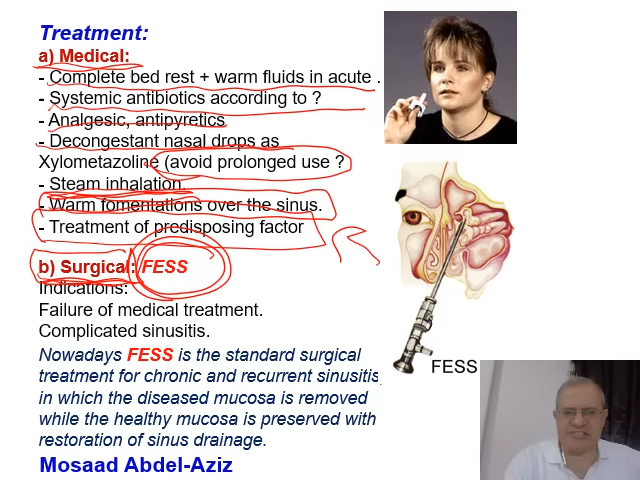 Treatment:
a) Medical:
- Complete bed rest + warm fluids in acute .
- Systemic antibiotics according to ?
- Analgesic, antipyretics
- Decongestant nasal drops as
Xylometazoline (avoid prolonged use ?
- Steam inhalation.
- Warm fomentations over the sinus.
- Treatment of predisposing factor
b) Surgical: FESS
Indications:
Failure of medical treatment.
Complicated sinusitis.
Nowadays FESS is the standard surgical
treatment for chronic and recurrent sinusitis,
in which the diseased mucosa is removed
while the healthy mucosa is preserved with
restoration of sinus drainage.
Mosaad Abdel-Aziz
FESS